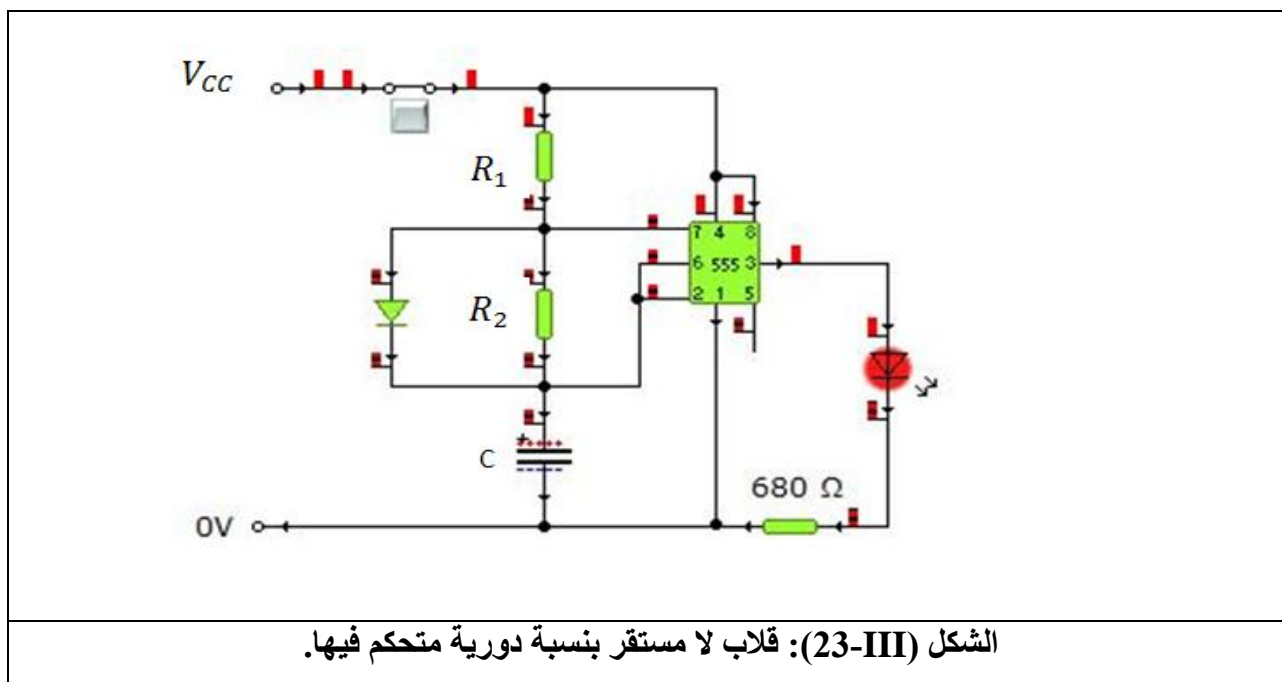 V_CC
R₁
7 4 8
6 555 3
2 1 5
R₂
C
+
680 Ω
0V
الشكل (III-23): قلاب لا مستقر بنسبة دورية متحكم فيها.